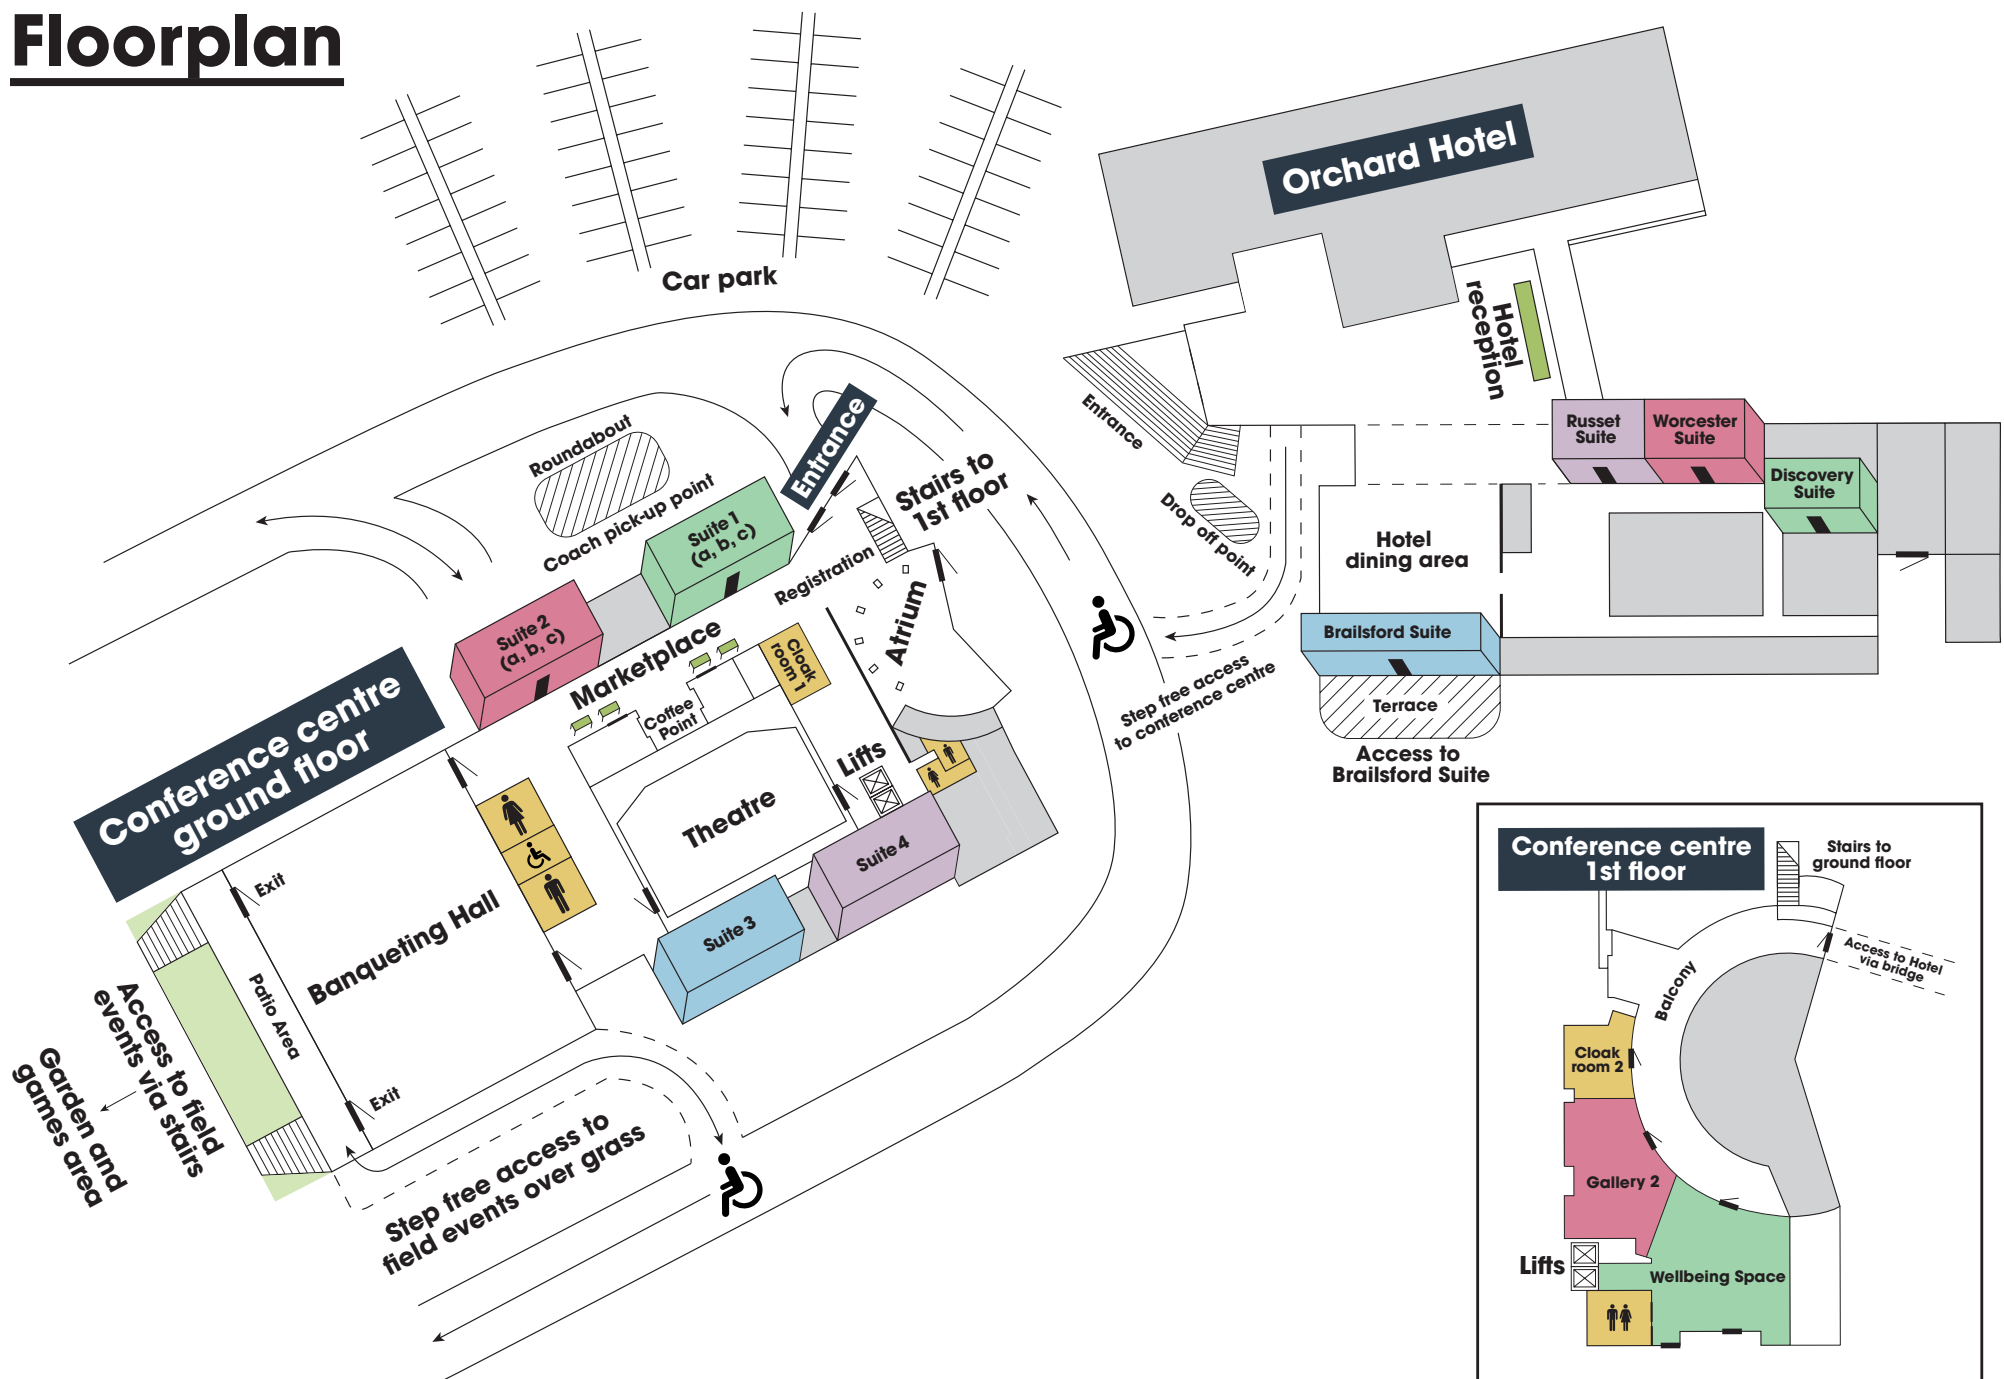 Floorplan
Car park
Orchard Hotel
Hotel
reception
Entrance
Drop off point
Russet
Suite
Worcester
Suite
Discovery
Suite
Hotel
dining area
Brailsford Suite
Terrace
Access to
Brailsford Suite
Step free access
to conference centre
Roundabout
Coach pick-up point
Entrance
Stairs to
1st floor
Suite 1
(a, b, c)
Registration
Atrium
Suite 2
(a, b, c)
Marketplace
Cloak
room 1
Coffee
Point
Lifts
Theatre
Suite 4
Suite 3
Conference centre
ground floor
Exit
Banqueting Hall
Patio Area
Exit
Access to field
events via stairs
Garden and
games area
Step free access to
field events over grass
Conference centre
1st floor
Stairs to
ground floor
Access to Hotel
via bridge
Balcony
Cloak
room 2
Gallery 2
Lifts
Wellbeing Space